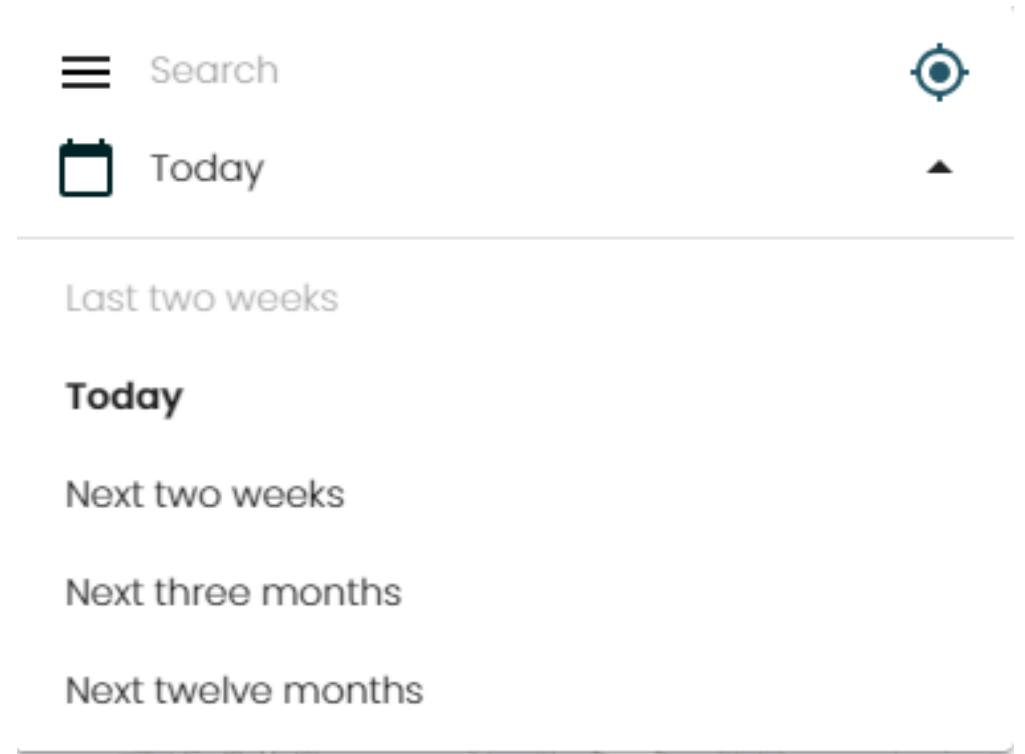 Search
Today
Last two weeks
Today
Next two weeks
Next three months
Next twelve months